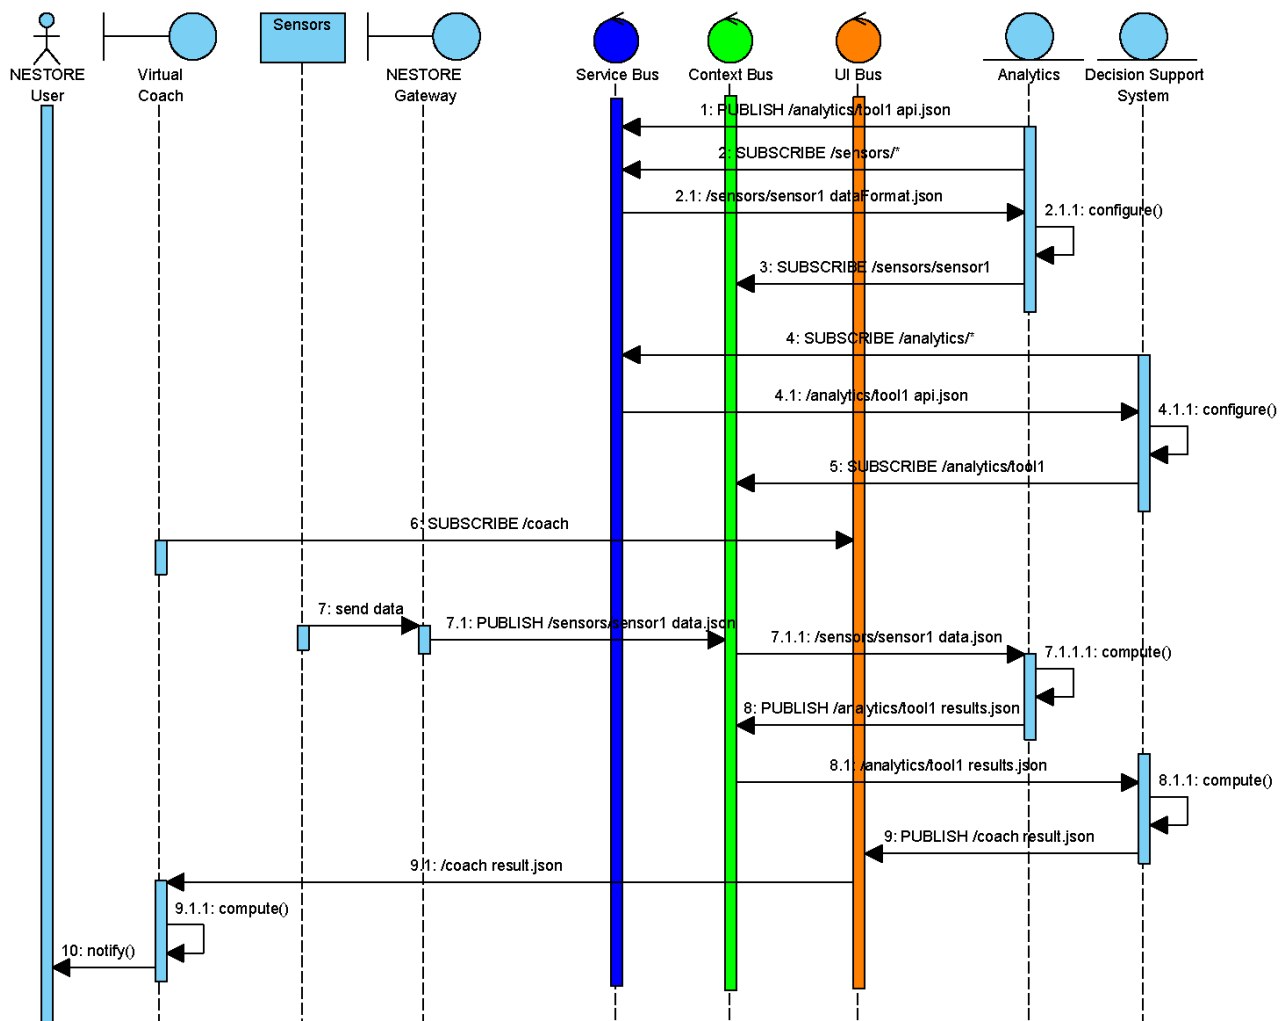 Sensors
NESTORE
User
Virtual
Coach
NESTORE
Gateway
Service Bus
Context Bus
UI Bus
Analytics
Decision Support
System
1: PUBLISH /analytics/tool1 api.json
2: SUBSCRIBE /sensors/*
2.1: /sensors/sensor1 dataFormat.json
2.1.1: configure()
3: SUBSCRIBE /sensors/sensor1
4: SUBSCRIBE /analytics/*
4.1: /analytics/tool1 api.json
4.1.1: configure()
5: SUBSCRIBE /analytics/tool1
6: SUBSCRIBE /coach
7: send data
7.1: PUBLISH /sensors/sensor1 data.json
7.1.1: /sensors/sensor1 data.json
7.1.1.1: compute()
8: PUBLISH /analytics/tool1 results.json
8.1: /analytics/tool1 results.json
8.1.1: compute()
9: PUBLISH /coach result.json
9.1: /coach result.json
9.1.1: compute()
10: notify()